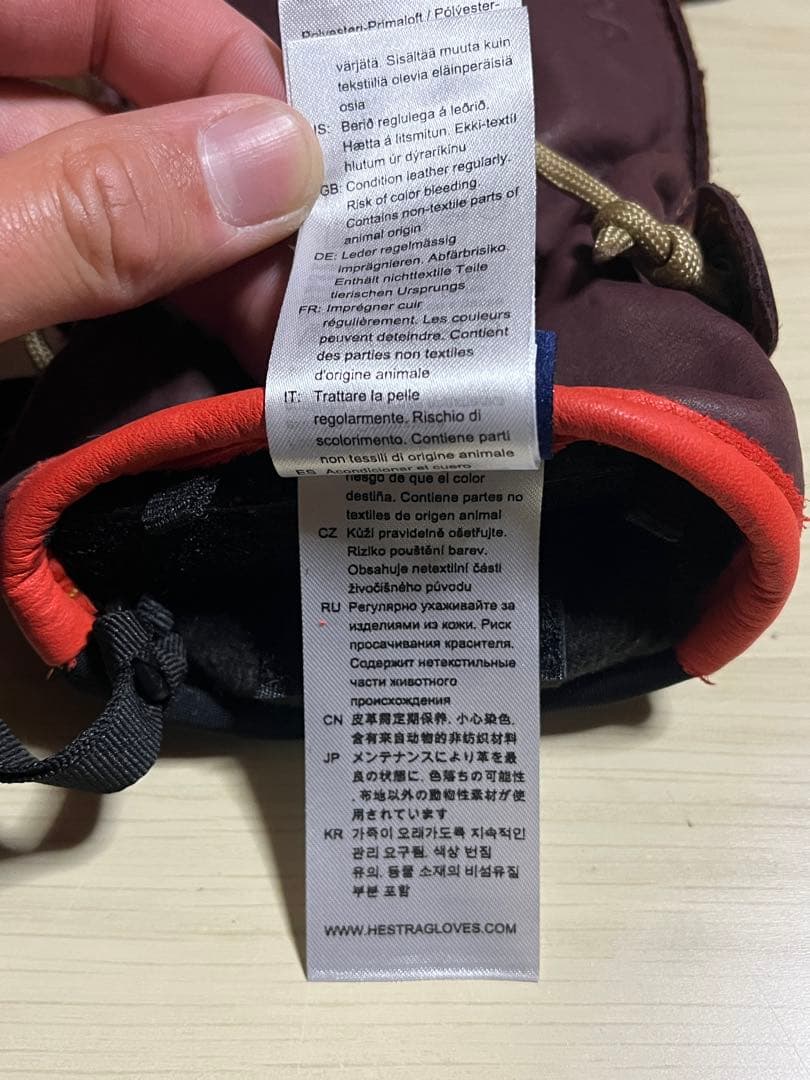 Polyesteri-Primaloft / Pólýester-
värjätä. Sisältää muuta kuin
tekstiiliä olevia eläinperäisiä
osia
IS: Berið reglulega á leðrið.
Hætta á litsmitun. Ekki-textíl
hlutum úr dýraríkinu
GB: Condition leather regularly.
Risk of color bleeding.
Contains non-textile parts of
animal origin
DE: Leder regelmässig
imprägnieren. Abfärbrisiko.
Enthält nichttextile Teile
tierischen Ursprungs
FR: Imprégner cuir
régulièrement. Les couleurs
peuvent deteindre. Contient
des parties non textiles
d'origine animale
IT: Trattare la pelle
regolarmente. Rischio di
scolorimento. Contiene parti
non tessili di origine animale
ES Acondicionar el cuero
riesgo de que el color
destiña. Contiene partes no
textiles de origen animal
CZ Kůži pravidelně ošetřujte.
Riziko pouštění barev.
Obsahuje netextilní části
živočišného původu
RU Регулярно ухаживайте за
изделиями из кожи. Риск
просачивания красителя.
Содержит нетекстильные
части животного
происхождения
CN 皮革需定期保养, 小心染色,
含有来自动物的非纺织材料
JP メンテナンスにより革を最
良の状態に, 色落ちの可能性
, 布地以外の動物性素材が使
用されています
KR 가죽이 오래가도록 지속적인
관리 요구됨, 색상 번짐
유의, 동물 소재의 비섬유질
부분 포함
WWW.HESTRAGLOVES.COM